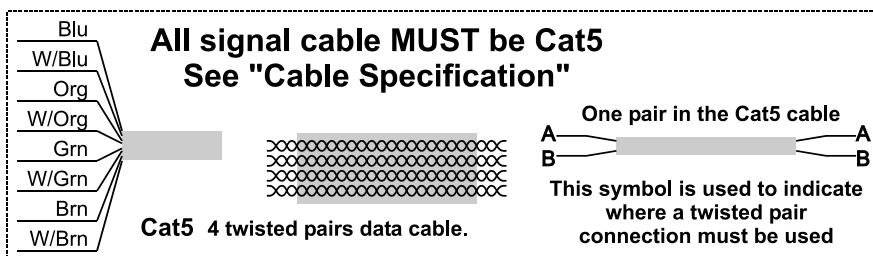 All signal cable MUST be Cat5
See "Cable Specification"
Blu
W/Blu
Org
W/Org
Grn
W/Grn
Brn
W/Brn
Cat5 4 twisted pairs data cable.
One pair in the Cat5 cable
A A
B B
This symbol is used to indicate
where a twisted pair
connection must be used